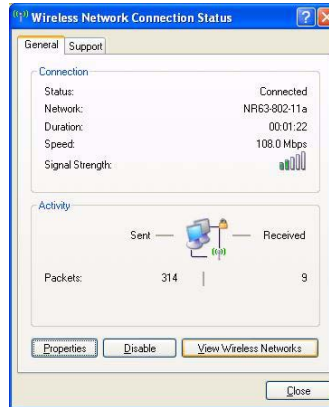 Wireless Network Connection Status
General Support
Connection
Status: Connected
Network: NR63-802-11a
Duration: 00:01:22
Speed: 108.0 Mbps
Signal Strength:
Activity
Sent Received
Packets: 314 9
Properties Disable View Wireless Networks
Close